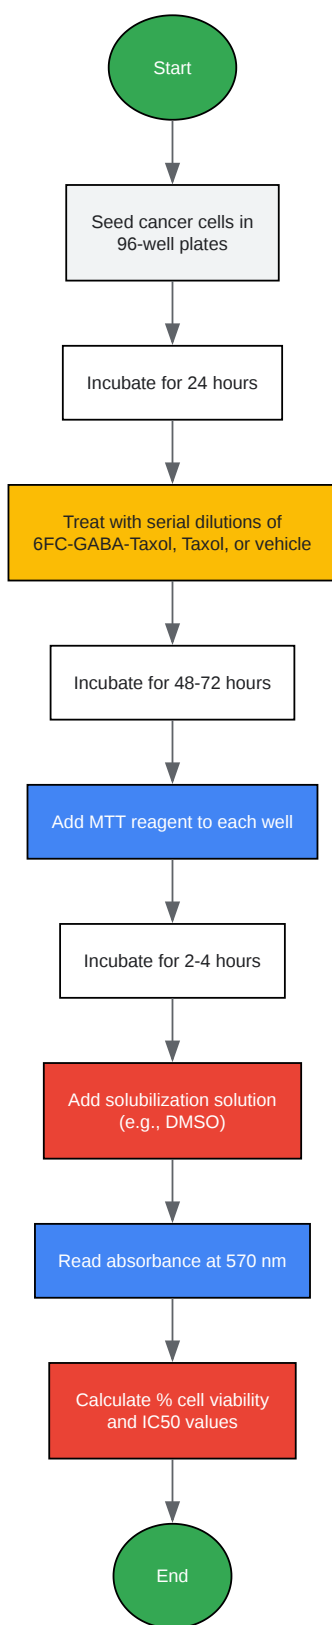 Start
Seed cancer cells in
96-well plates
Incubate for 24 hours
Treat with serial dilutions of
6FC-GABA-Taxol, Taxol, or vehicle
Incubate for 48-72 hours
Add MTT reagent to each well
Incubate for 2-4 hours
Add solubilization solution
(e.g., DMSO)
Read absorbance at 570 nm
Calculate % cell viability
and IC50 values
End